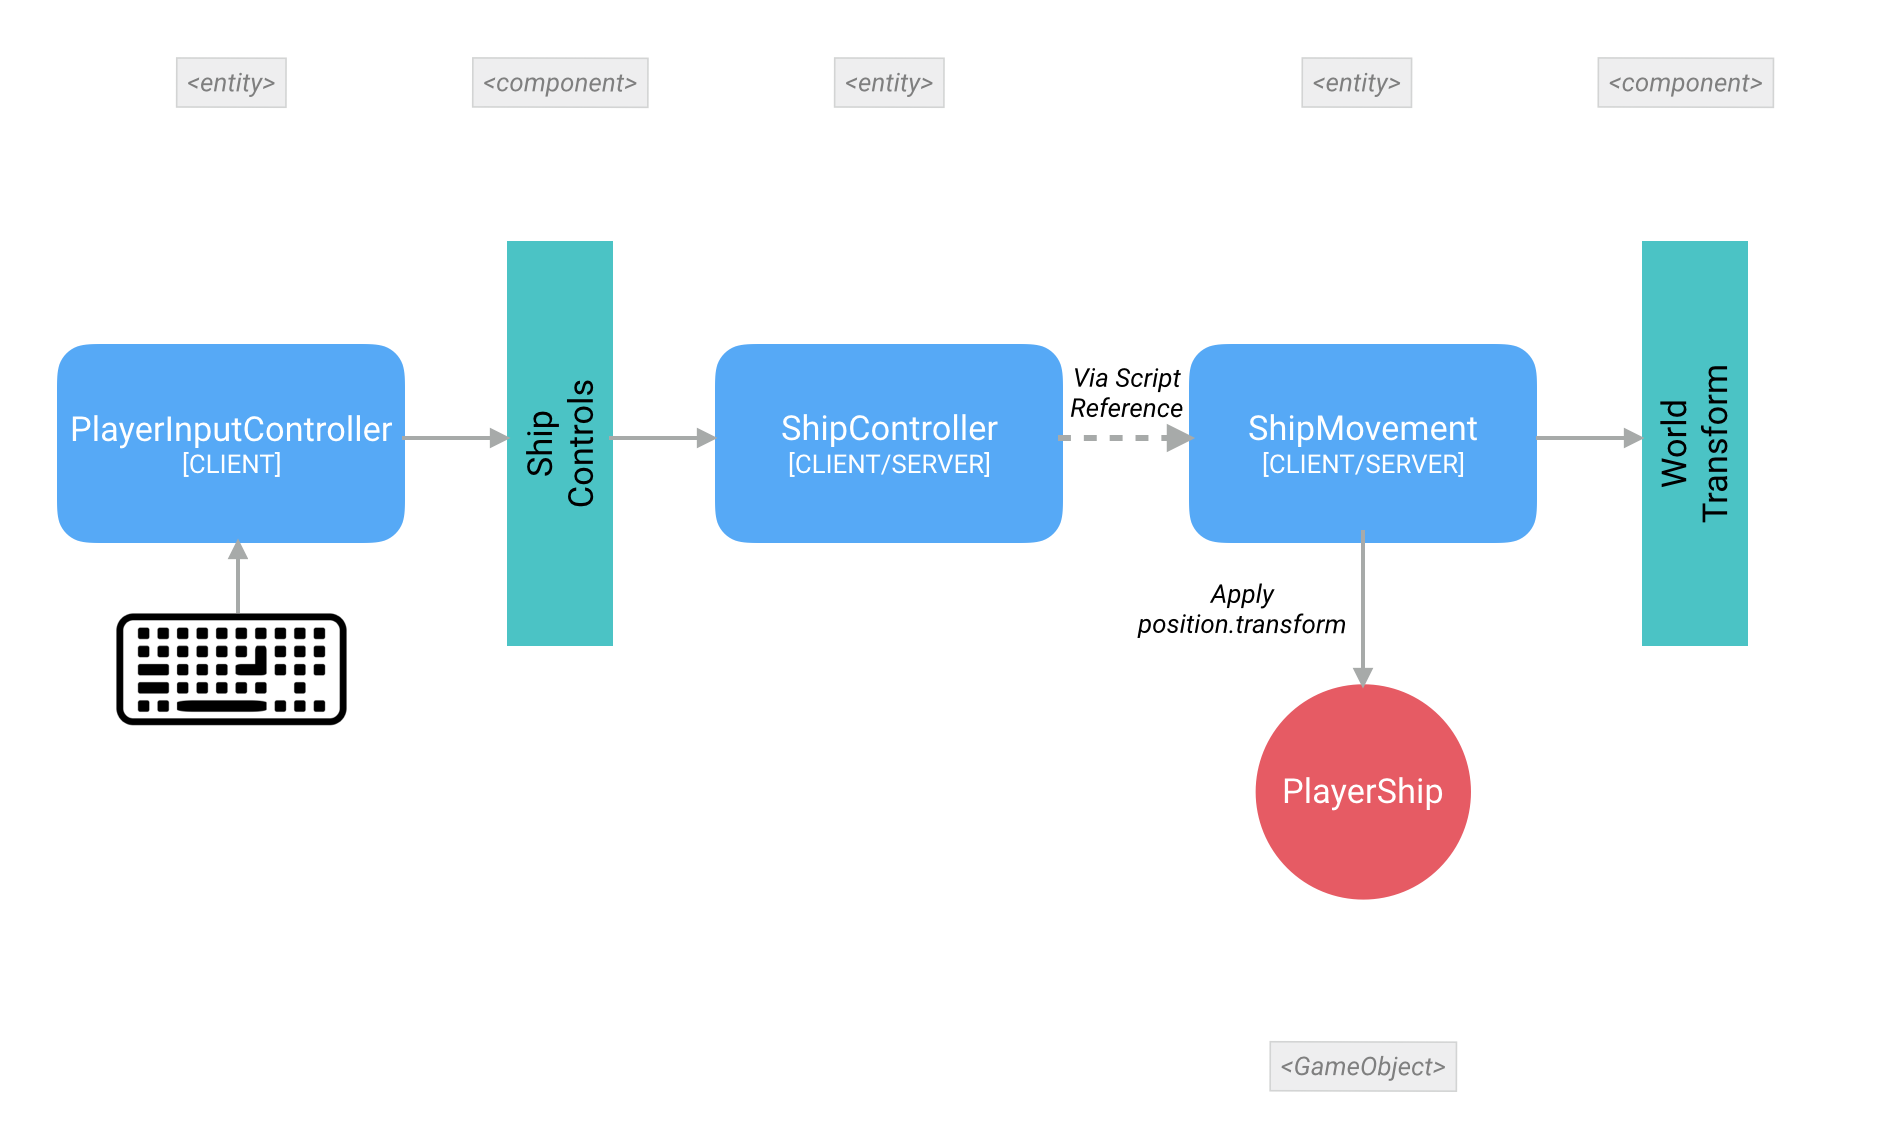 <entity>
<component>
<entity>
<entity>
<component>
PlayerInputController
[CLIENT]
Ship
Controls
ShipController
[CLIENT/SERVER]
Via Script
Reference
ShipMovement
[CLIENT/SERVER]
World
Transform
Apply
position.transform
PlayerShip
<GameObject>